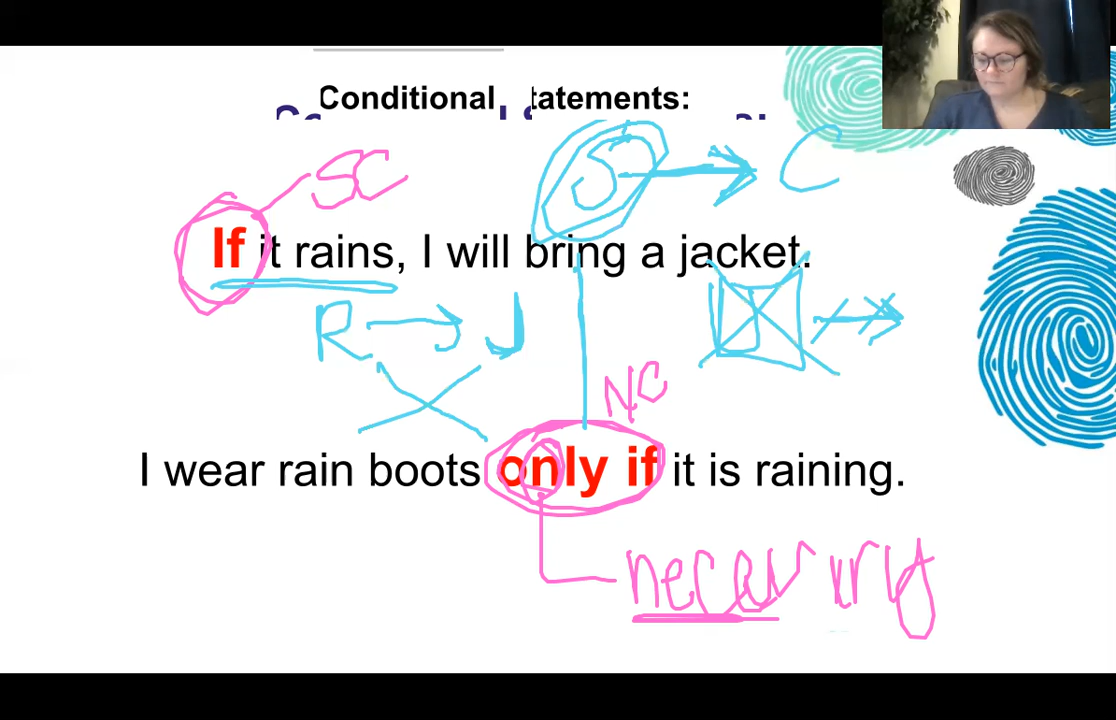 Conditional tatements:
SC
S → C
If it rains, I will bring a jacket.
R → J
NC
I wear rain boots only if it is raining.
necessary